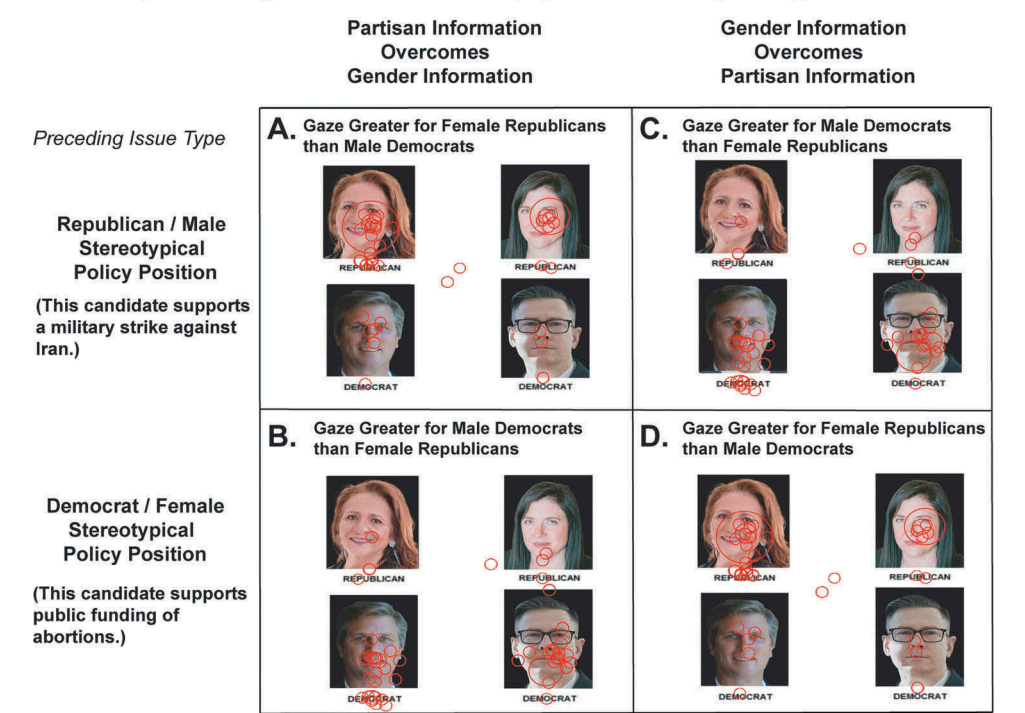 Partisan Information
Overcomes
Gender Information
Gender Information
Overcomes
Partisan Information
Preceding Issue Type
Republican / Male
Stereotypical
Policy Position
(This candidate supports
a military strike against
Iran.)
A. Gaze Greater for Female Republicans
than Male Democrats
REPUBLICAN
REPUBLICAN
DEMOCRAT
DEMOCRAT
C. Gaze Greater for Male Democrats
than Female Republicans
REPUBLICAN
REPUBLICAN
DEMOCRAT
DEMOCRAT
Democrat / Female
Stereotypical
Policy Position
(This candidate supports
public funding of
abortions.)
B. Gaze Greater for Male Democrats
than Female Republicans
REPUBLICAN
REPUBLICAN
DEMOCRAT
DEMOCRAT
D. Gaze Greater for Female Republicans
than Male Democrats
REPUBLICAN
REPUBLICAN
DEMOCRAT
DEMOCRAT